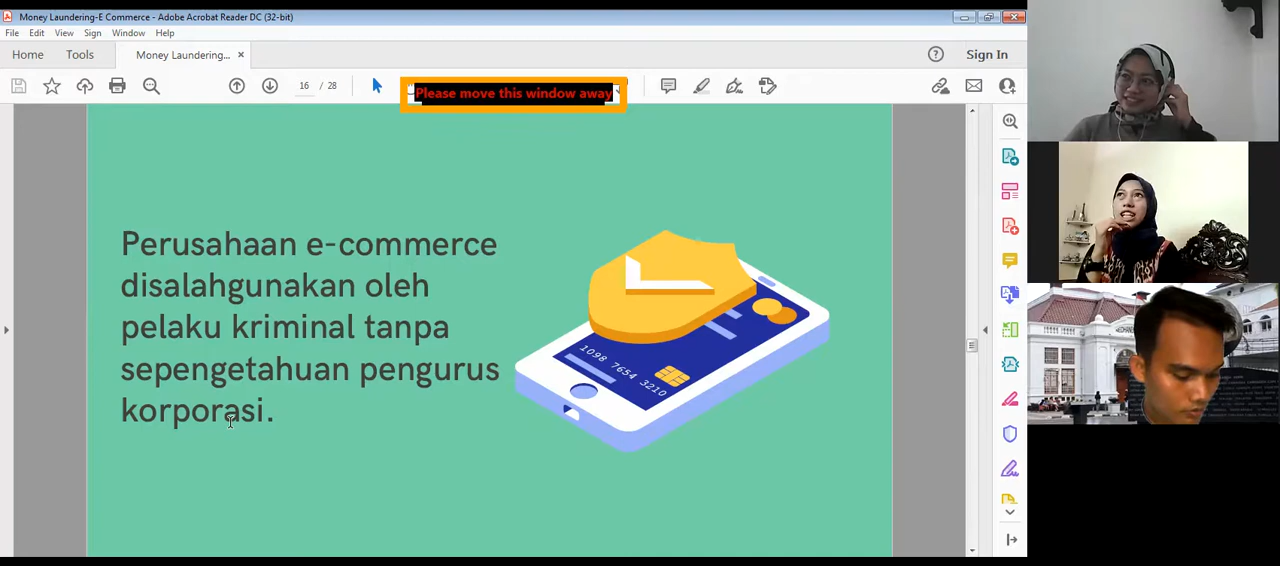 Money Laundering-E Commerce - Adobe Acrobat Reader DC (32-bit)
File Edit View Sign Window Help
Home Tools Money Laundering... × Sign In
16 / 28
Please move this window away
Perusahaan e-commerce
disalahgunakan oleh
pelaku kriminal tanpa
sepengetahuan pengurus
korporasi.
1098 7654 3210